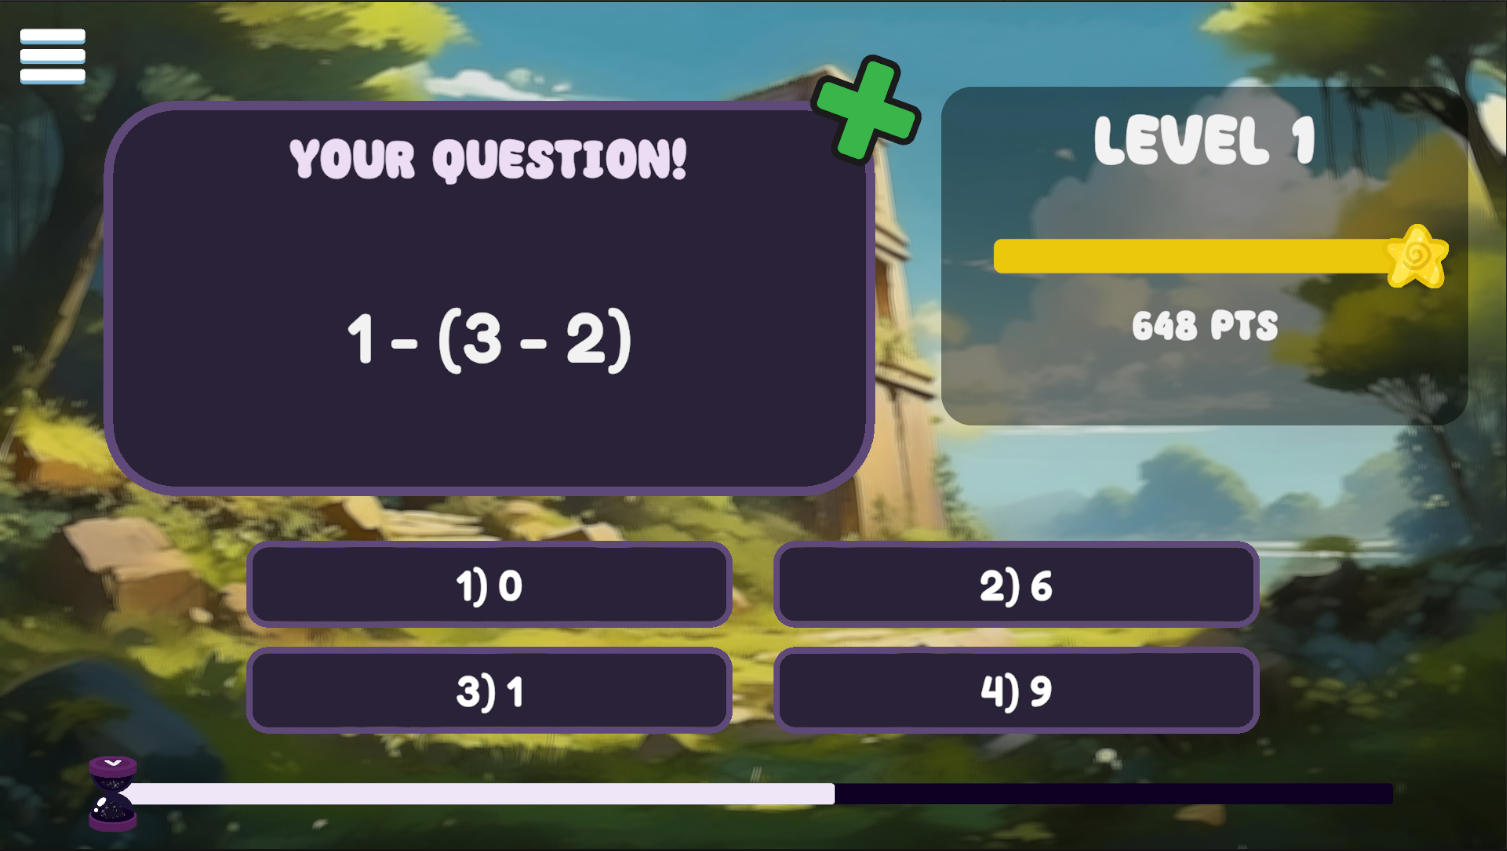 YOUR QUESTION!
1 - (3 - 2)
LEVEL 1
648 PTS
1) 0
2) 6
3) 1
4) 9